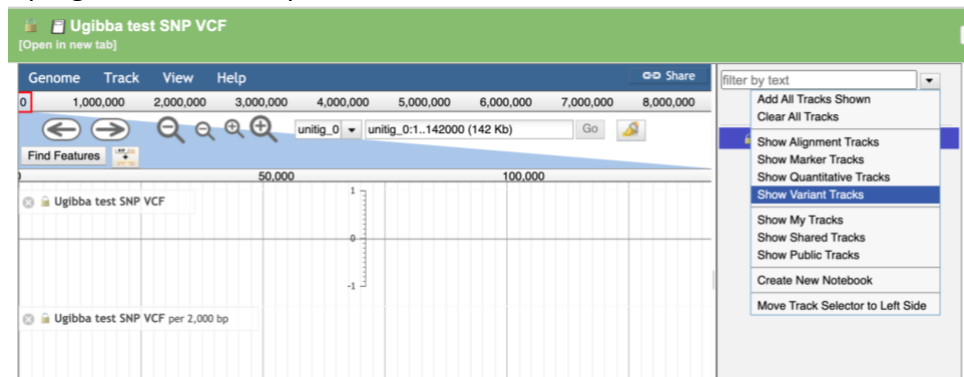 Ugibba test SNP VCF
[Open in new tab]
Genome Track View Help Share
0 1,000,000 2,000,000 3,000,000 4,000,000 5,000,000 6,000,000 7,000,000 8,000,000
unitig_0 unitig_0:1..142000 (142 Kb) Go
Find Features
50,000 100,000
Ugibba test SNP VCF
1
0
-1
Ugibba test SNP VCF per 2,000 bp
filter by text
Add All Tracks Shown
Clear All Tracks
Show Alignment Tracks
Show Marker Tracks
Show Quantitative Tracks
Show Variant Tracks
Show My Tracks
Show Shared Tracks
Show Public Tracks
Create New Notebook
Move Track Selector to Left Side